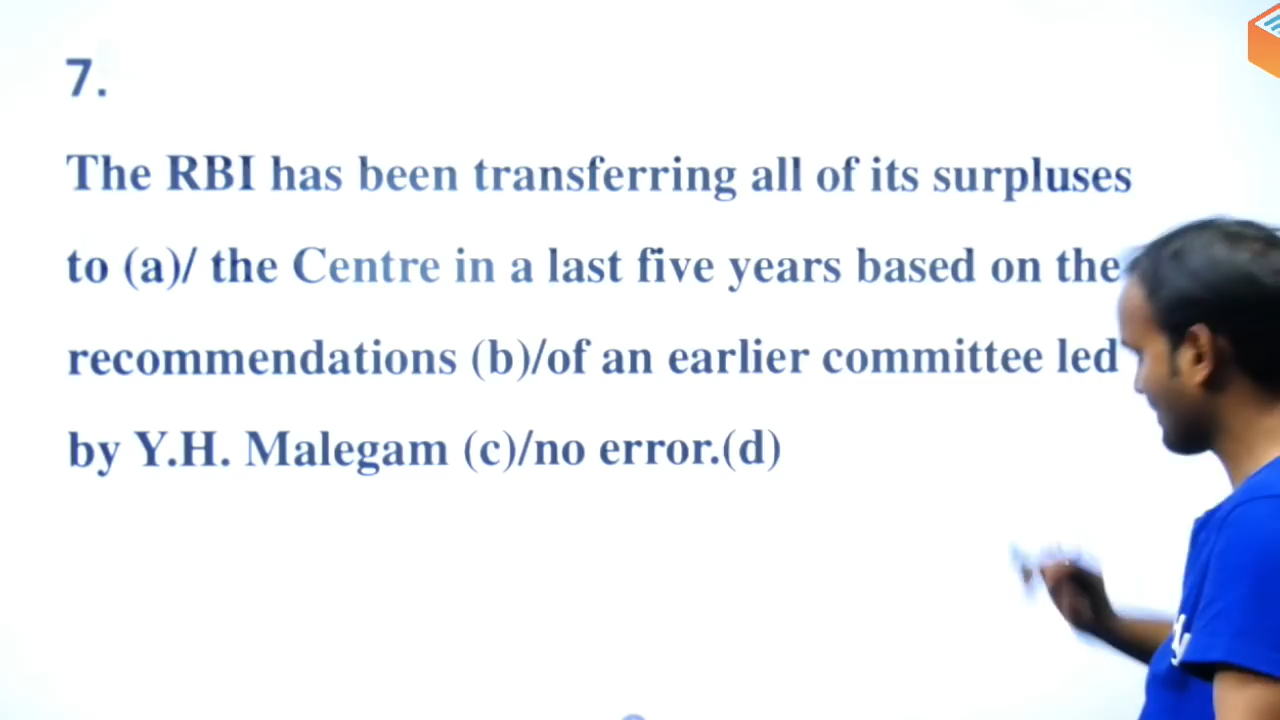 7.
The RBI has been transferring all of its surpluses
to (a)/ the Centre in a last five years based on the
recommendations (b)/of an earlier committee led
by Y.H. Malegam (c)/no error.(d)